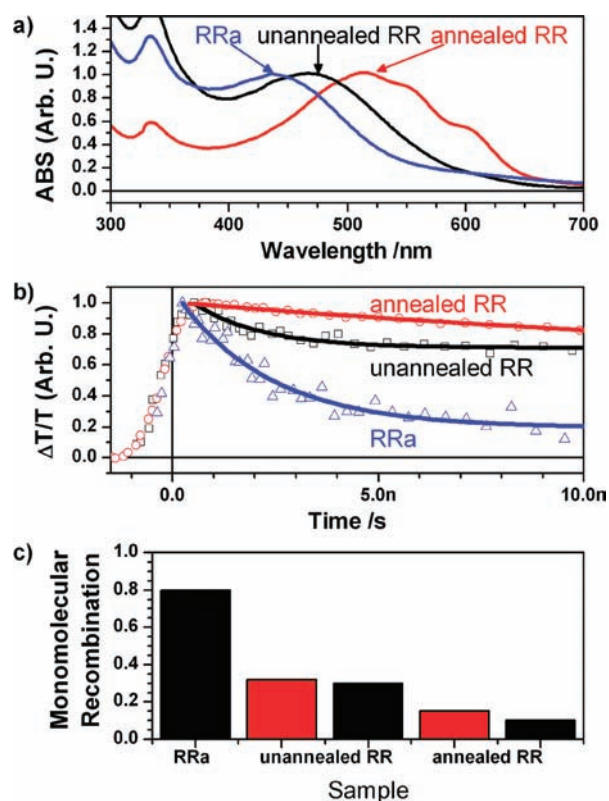 a)
RRa
unannealed RR
annealed RR
ABS (Arb. U.)
1.4
1.2
1.0
0.8
0.6
0.4
0.2
0.0
300
400
500
600
700
Wavelength /nm
b)
ΔT/T (Arb. U.)
1.0
0.8
0.6
0.4
0.2
0.0
annealed RR
unannealed RR
RRa
0.0
5.0n
10.0n
Time /s
c)
Monomolecular
Recombination
1.0
0.8
0.4
0.2
0.0
RRa
unannealed RR
annealed RR
Sample